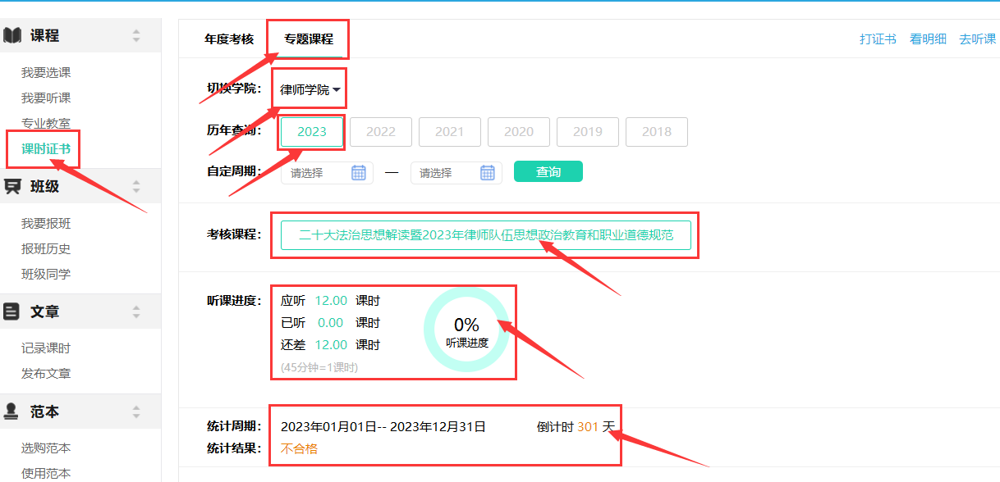 课程
我要选课
我要听课
专业教室
课时证书
班级
我要报班
报班历史
班级同学
文章
记录课时
发布文章
范本
选购范本
使用范本
年度考核 专题课程 打证书 看明细 去听课
切换学院: 律师学院
历年查询: 2023 2022 2021 2020 2019 2018
自定周期: 请选择 — 请选择 查询
考核课程: 二十大法治思想解读暨2023年律师队伍思想政治教育和职业道德规范
听课进度: 应听 12.00 课时
已听 0.00 课时
还差 12.00 课时
(45分钟=1课时)
0%
听课进度
统计周期: 2023年01月01日-- 2023年12月31日 倒计时 301 天
统计结果: 不合格